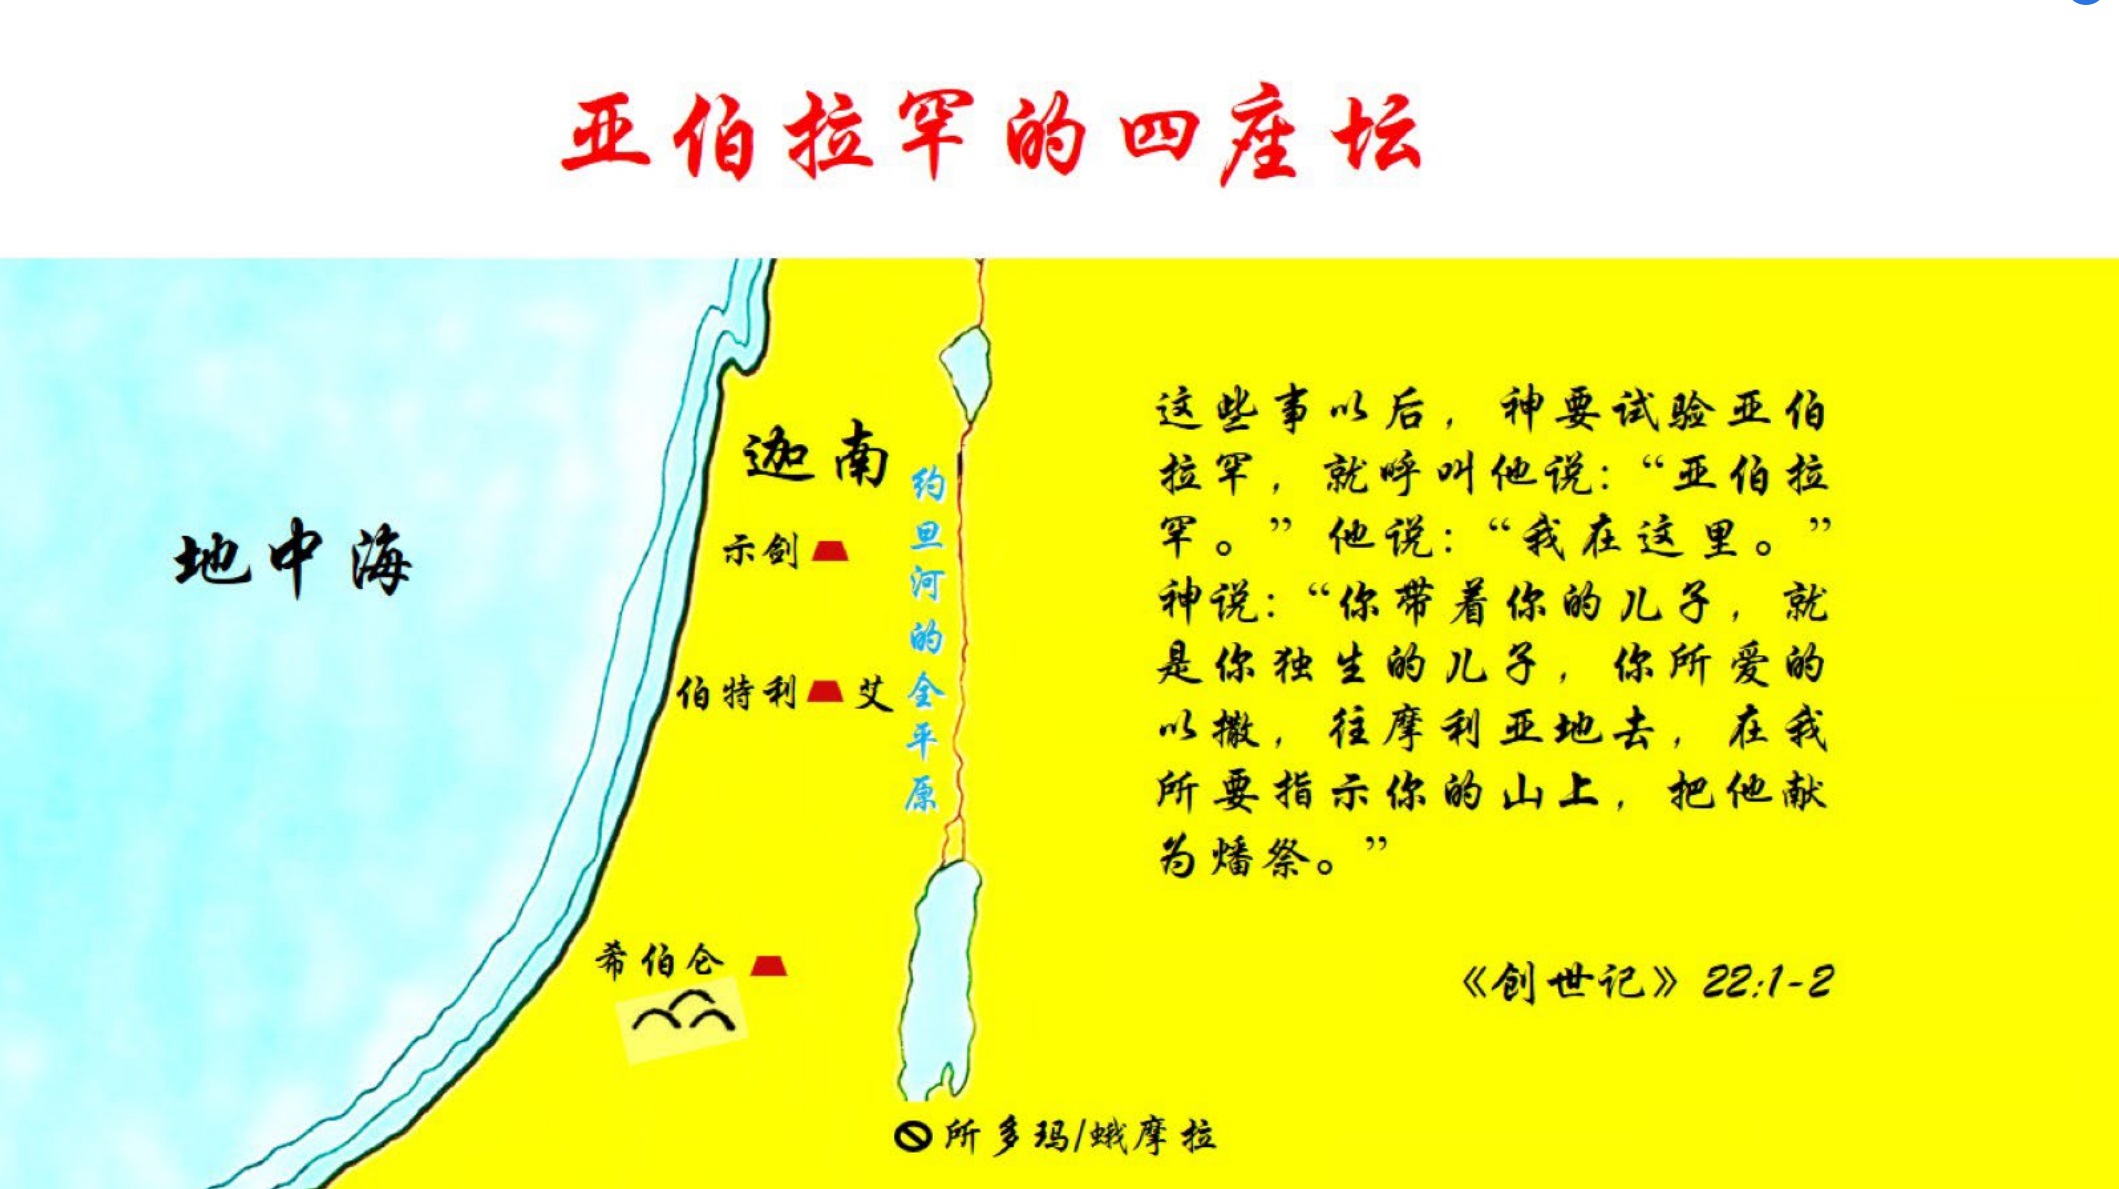 亚伯拉罕的四座坛
地中海
迦南
示剑
伯特利
艾
约旦河的全平原
希伯仑
所多玛/蛾摩拉
这些事以后，神要试验亚伯
拉罕，就呼叫他说：“亚伯拉
罕。”他说：“我在这里。”
神说：“你带着你的儿子，就
是你独生的儿子，你所爱的
以撒，往摩利亚地去，在我
所要指示你的山上，把他献
为燔祭。”
《创世记》22:1-2